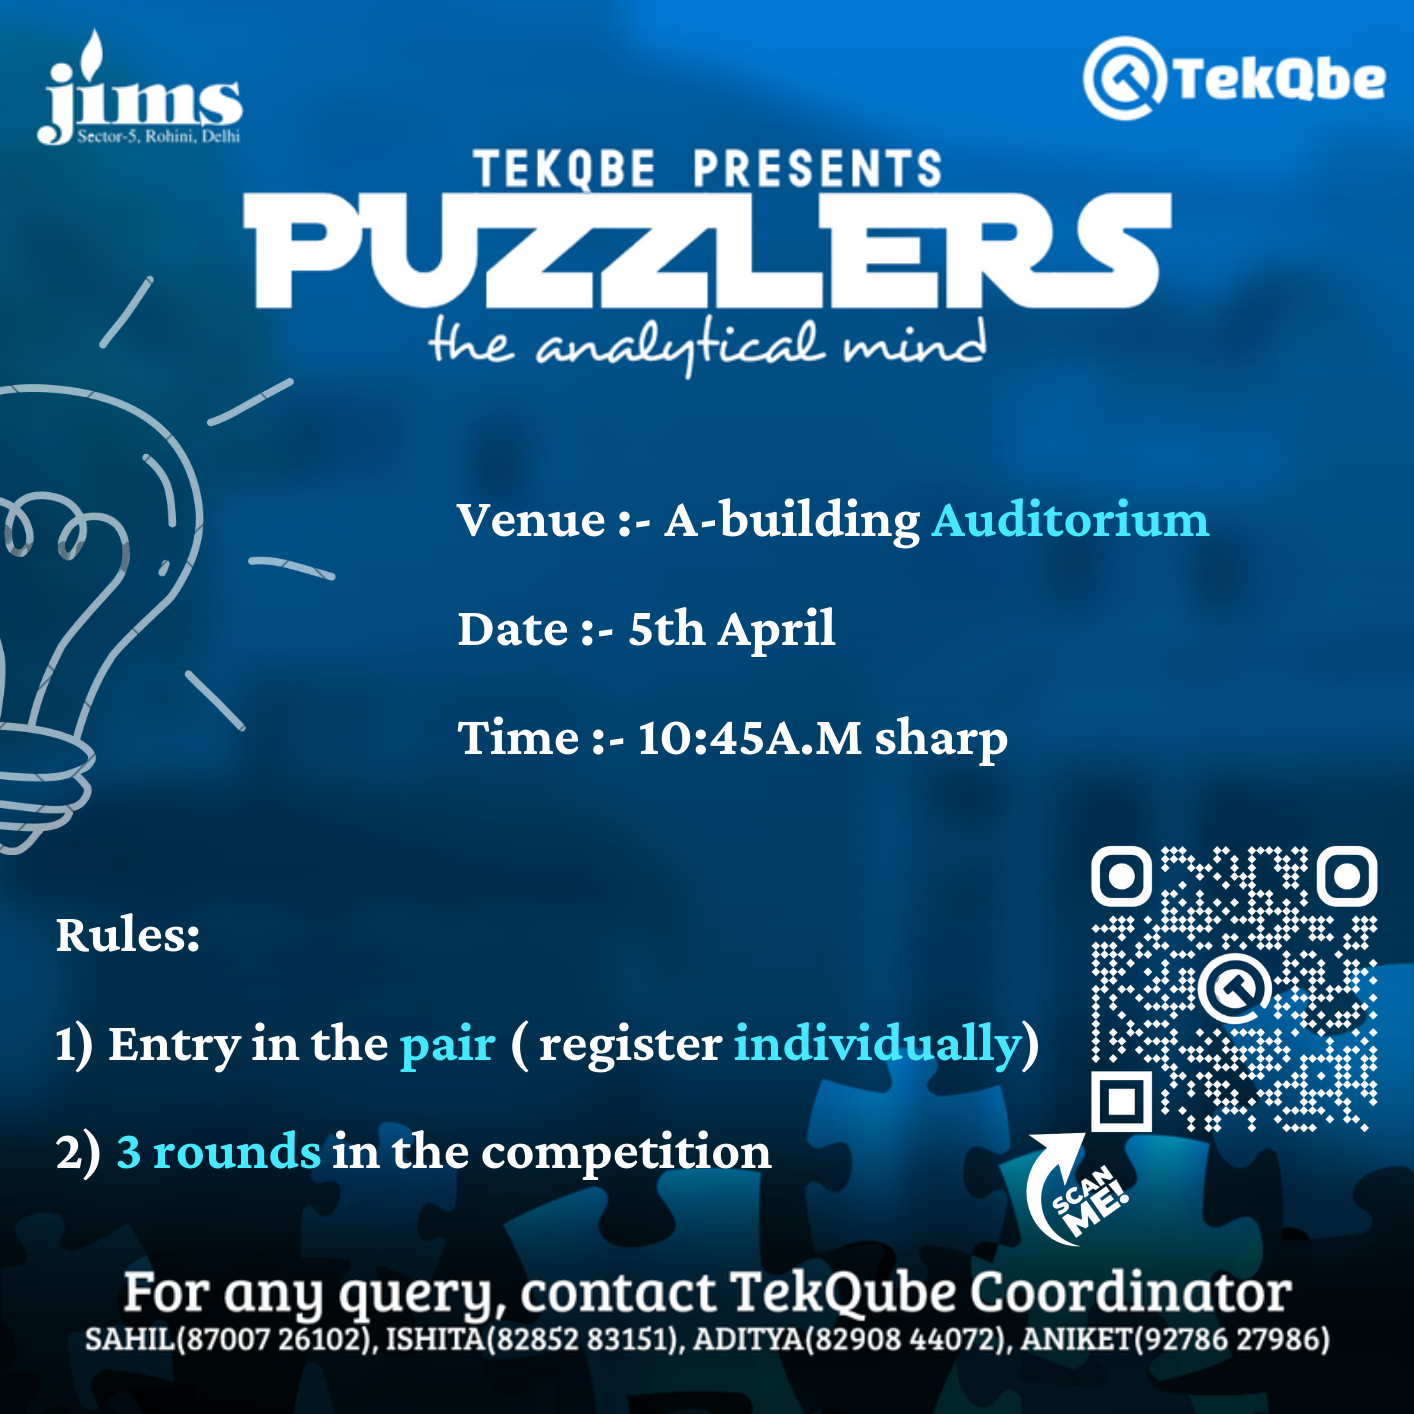 jims
Sector-5, Rohini, Delhi
TekQbe
TEKQBE PRESENTS
PUZZLERS
the analytical mind
Venue :- A-building Auditorium
Date :- 5th April
Time :- 10:45A.M sharp
Rules:
1) Entry in the pair ( register individually)
2) 3 rounds in the competition
SCAN
ME!
For any query, contact TekQube Coordinator
SAHIL(87007 26102), ISHITA(82852 83151), ADITYA(82908 44072), ANIKET(92786 27986)